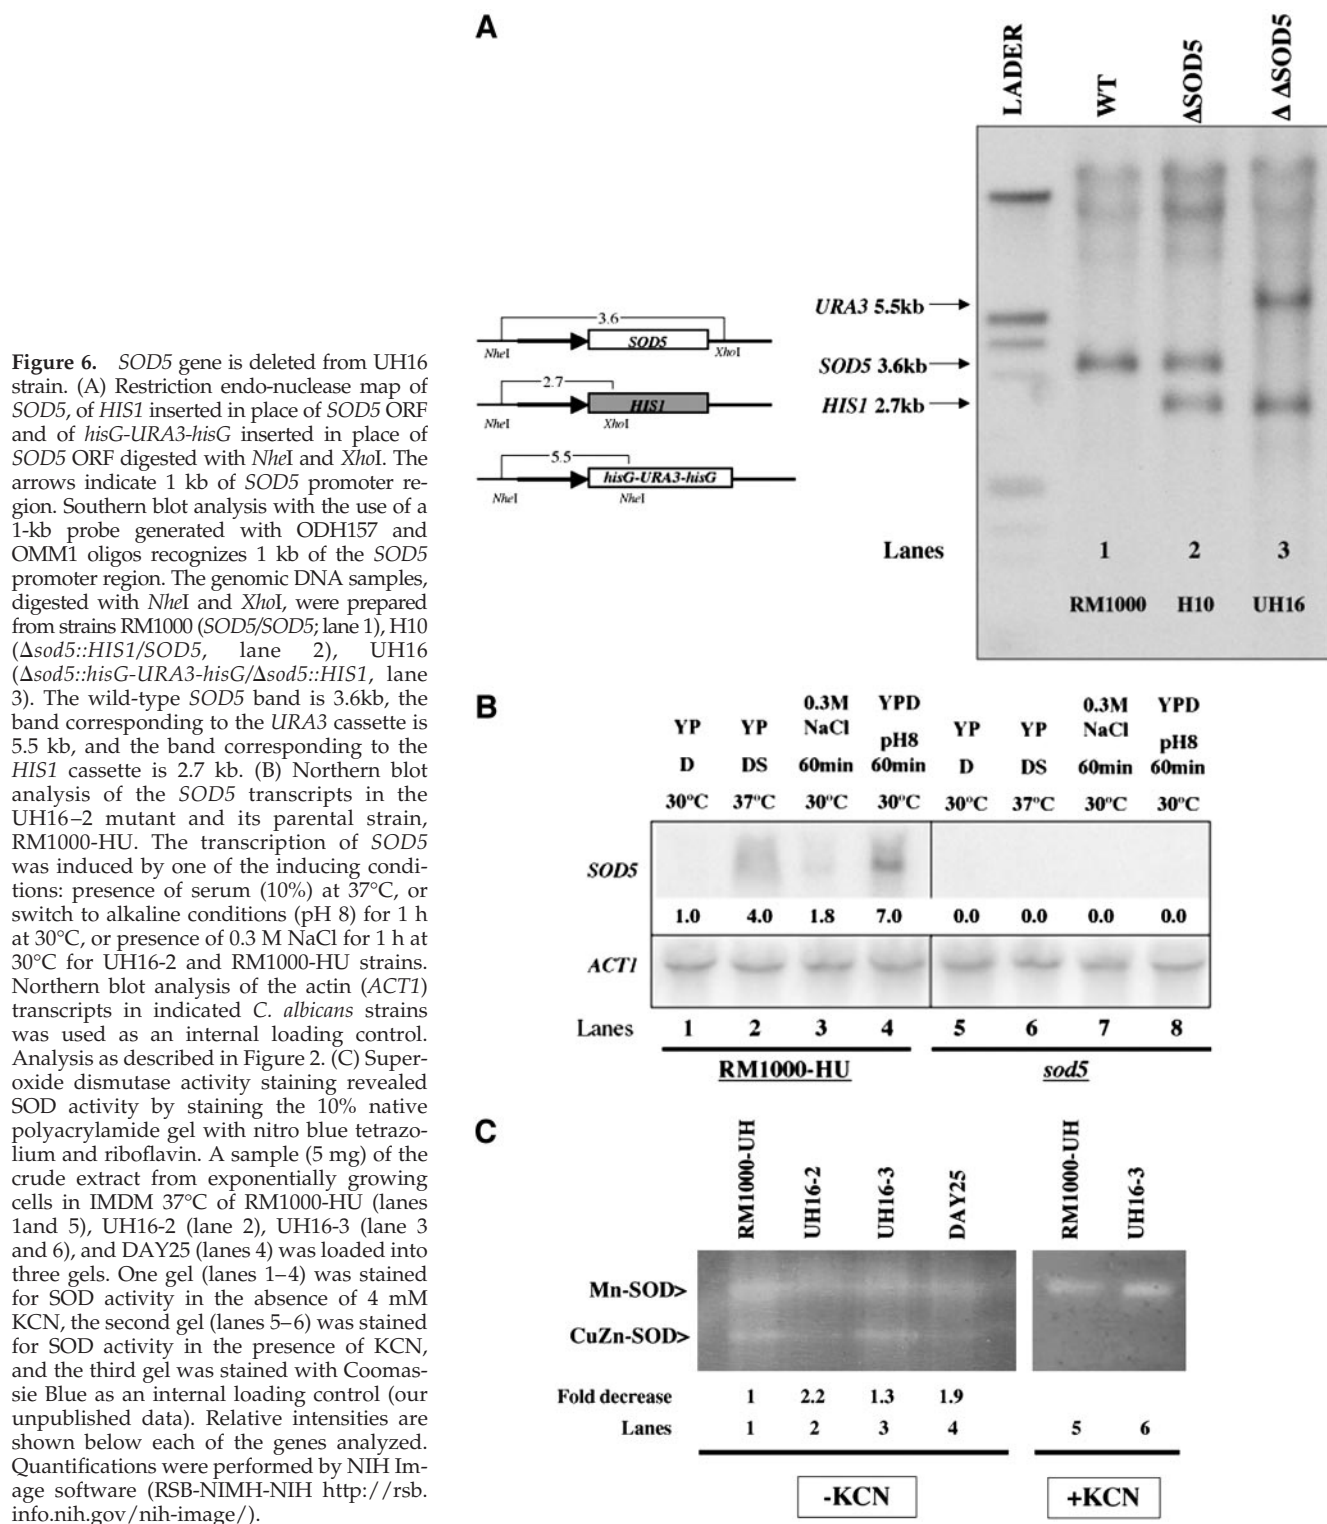 Figure 6. SOD5 gene is deleted from UH16
strain. (A) Restriction endo-nuclease map of
SOD5, of HIS1 inserted in place of SOD5 ORF
and of hisG-URA3-hisG inserted in place of
SOD5 ORF digested with NheI and XhoI. The
arrows indicate 1 kb of SOD5 promoter re-
gion. Southern blot analysis with the use of a
1-kb probe generated with ODH157 and
OMM1 oligos recognizes 1 kb of the SOD5
promoter region. The genomic DNA samples,
digested with NheI and XhoI, were prepared
from strains RM1000 (SOD5/SOD5; lane 1), H10
(Δsod5::HIS1/SOD5, lane 2), UH16
(Δsod5::hisG-URA3-hisG/Δsod5::HIS1, lane
3). The wild-type SOD5 band is 3.6kb, the
band corresponding to the URA3 cassette is
5.5 kb, and the band corresponding to the
HIS1 cassette is 2.7 kb. (B) Northern blot
analysis of the SOD5 transcripts in the
UH16–2 mutant and its parental strain,
RM1000-HU. The transcription of SOD5
was induced by one of the inducing condi-
tions: presence of serum (10%) at 37°C, or
switch to alkaline conditions (pH 8) for 1 h
at 30°C, or presence of 0.3 M NaCl for 1 h at
30°C for UH16-2 and RM1000-HU strains.
Northern blot analysis of the actin (ACT1)
transcripts in indicated C. albicans strains
was used as an internal loading control.
Analysis as described in Figure 2. (C) Super-
oxide dismutase activity staining revealed
SOD activity by staining the 10% native
polyacrylamide gel with nitro blue tetrazo-
lium and riboflavin. A sample (5 mg) of the
crude extract from exponentially growing
cells in IMDM 37°C of RM1000-HU (lanes
1and 5), UH16-2 (lane 2), UH16-3 (lane 3
and 6), and DAY25 (lanes 4) was loaded into
three gels. One gel (lanes 1–4) was stained
for SOD activity in the absence of 4 mM
KCN, the second gel (lanes 5–6) was stained
for SOD activity in the presence of KCN,
and the third gel was stained with Coomas-
sie Blue as an internal loading control (our
unpublished data). Relative intensities are
shown below each of the genes analyzed.
Quantifications were performed by NIH Im-
age software (RSB-NIMH-NIH http://rsb.
info.nih.gov/nih-image/).
A
LADER WT ΔSOD5 Δ ΔSOD5
3.6
SOD5
NheI XhoI
2.7
HIS1
NheI XhoI
5.5
hisG-URA3-hisG
NheI NheI
URA3 5.5kb
SOD5 3.6kb
HIS1 2.7kb
Lanes 1 2 3
RM1000 H10 UH16
B
YP YP 0.3M YPD YP YP 0.3M YPD
D DS NaCl pH8 D DS NaCl pH8
60min 60min 60min 60min
30°C 37°C 30°C 30°C 30°C 37°C 30°C 30°C
SOD5
1.0 4.0 1.8 7.0 0.0 0.0 0.0 0.0
ACT1
Lanes 1 2 3 4 5 6 7 8
RM1000-HU sod5
C
RM1000-UH UH16-2 UH16-3 DAY25 RM1000-UH UH16-3
Mn-SOD>
CuZn-SOD>
Fold decrease 1 2.2 1.3 1.9
Lanes 1 2 3 4 5 6
-KCN +KCN